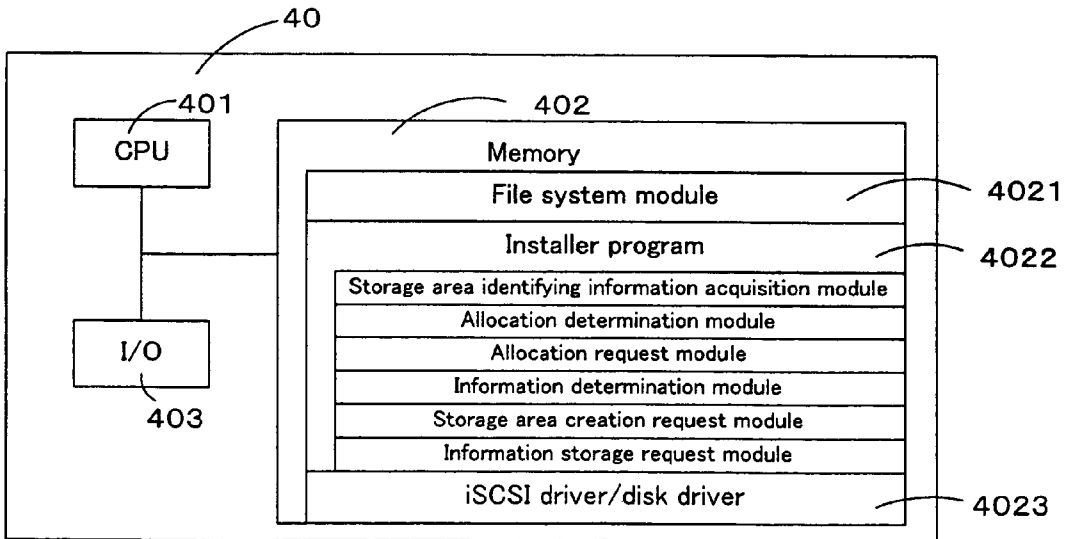 40
401
CPU
402
Memory
File system module
4021
Installer program
4022
Storage area identifying information acquisition module
Allocation determination module
Allocation request module
Information determination module
Storage area creation request module
Information storage request module
I/O
403
iSCSI driver/disk driver
4023